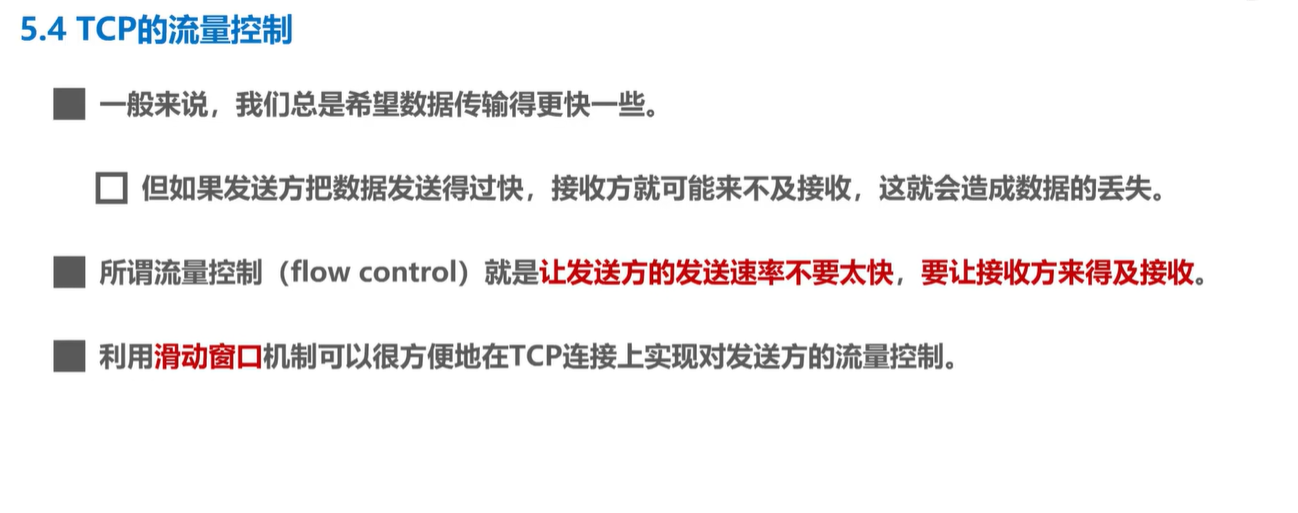 5.4 TCP的流量控制
一般来说，我们总是希望数据传输得更快一些。
但如果发送方把数据发送得过快，接收方就可能来不及接收，这就会造成数据的丢失。
所谓流量控制（flow control）就是让发送方的发送速率不要太快，要让接收方来得及接收。
利用滑动窗口机制可以很方便地在TCP连接上实现对发送方的流量控制。